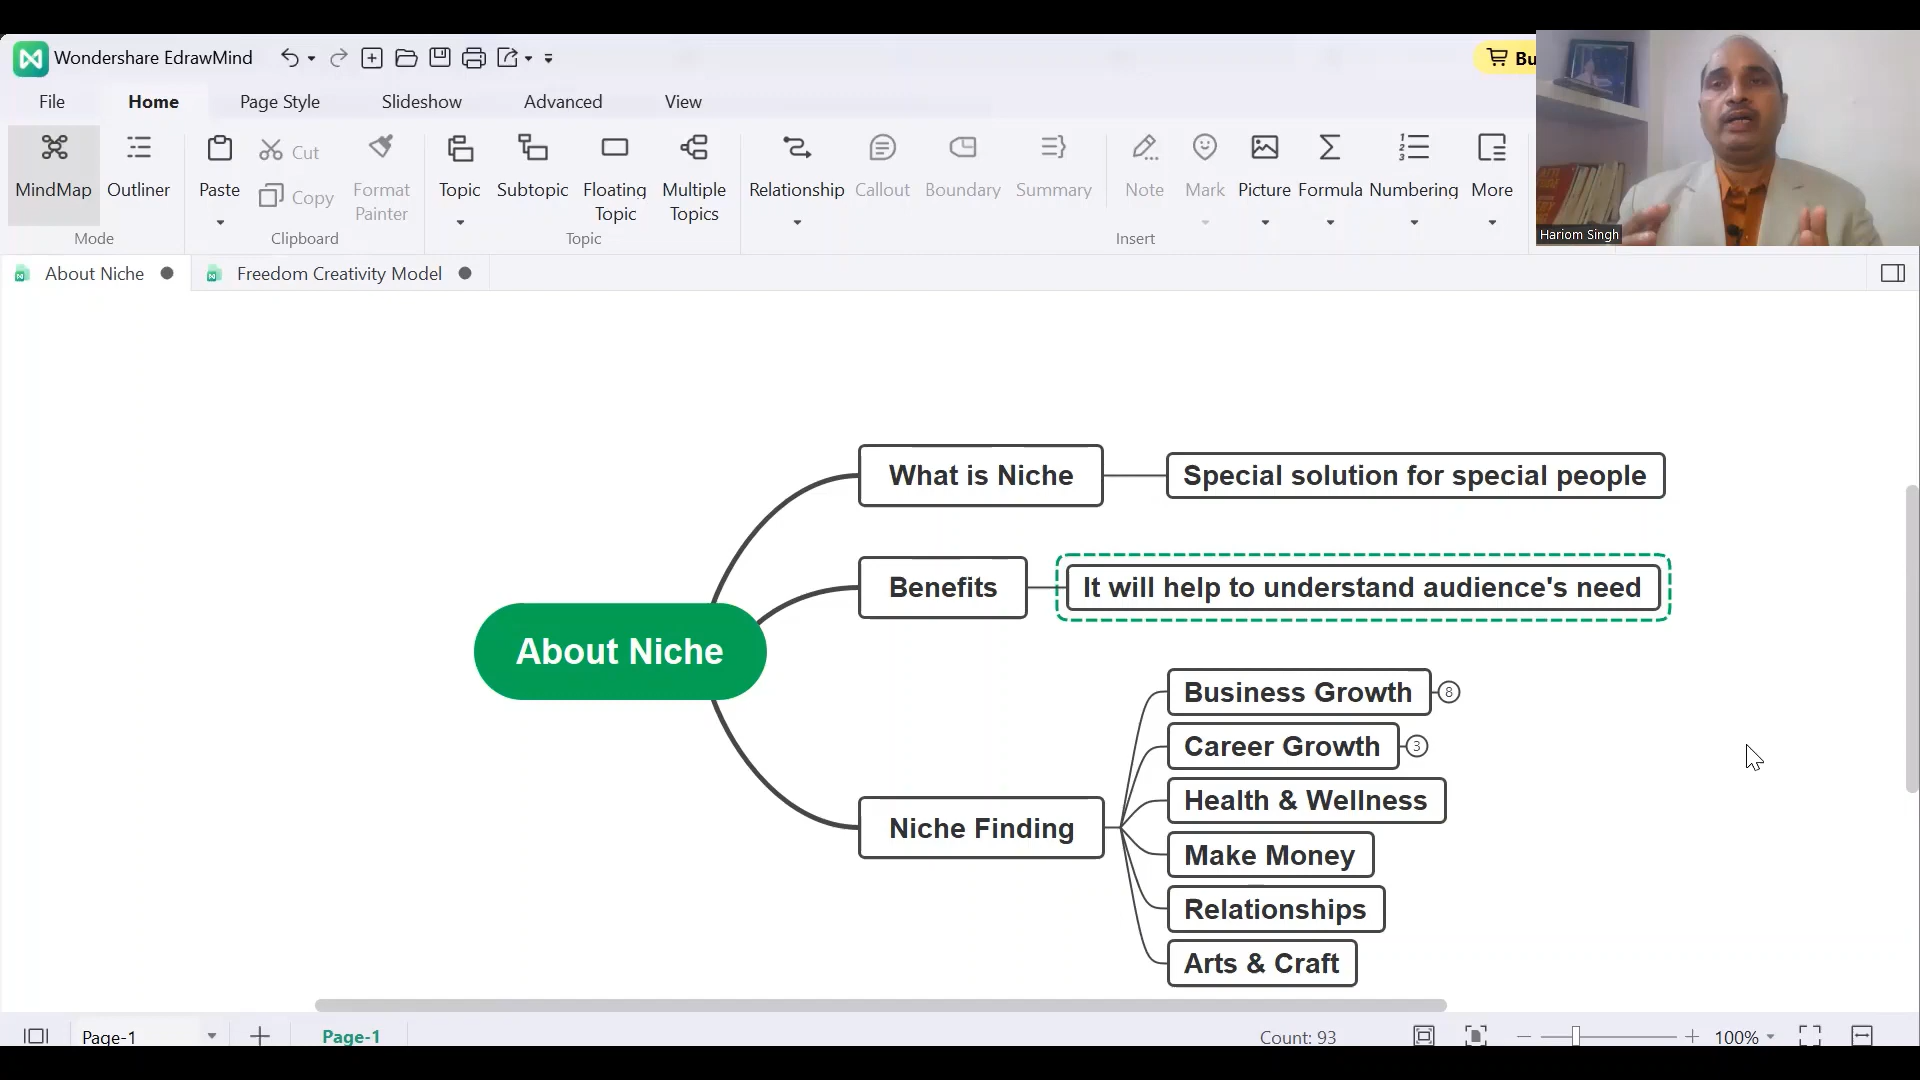 Wondershare EdrawMind
Bu
File Home Page Style Slideshow Advanced View
MindMap Outliner Paste Cut Copy Format Painter Topic Subtopic Floating Topic Multiple Topics Relationship Callout Boundary Summary Note Mark Picture Formula Numbering More
Mode Clipboard Topic Insert
Hariom Singh
About Niche Freedom Creativity Model
What is Niche
Special solution for special people
Benefits
It will help to understand audience's need
About Niche
Niche Finding
Business Growth 8
Career Growth 3
Health & Wellness
Make Money
Relationships
Arts & Craft
Page-1 Page-1 Count: 93 100%